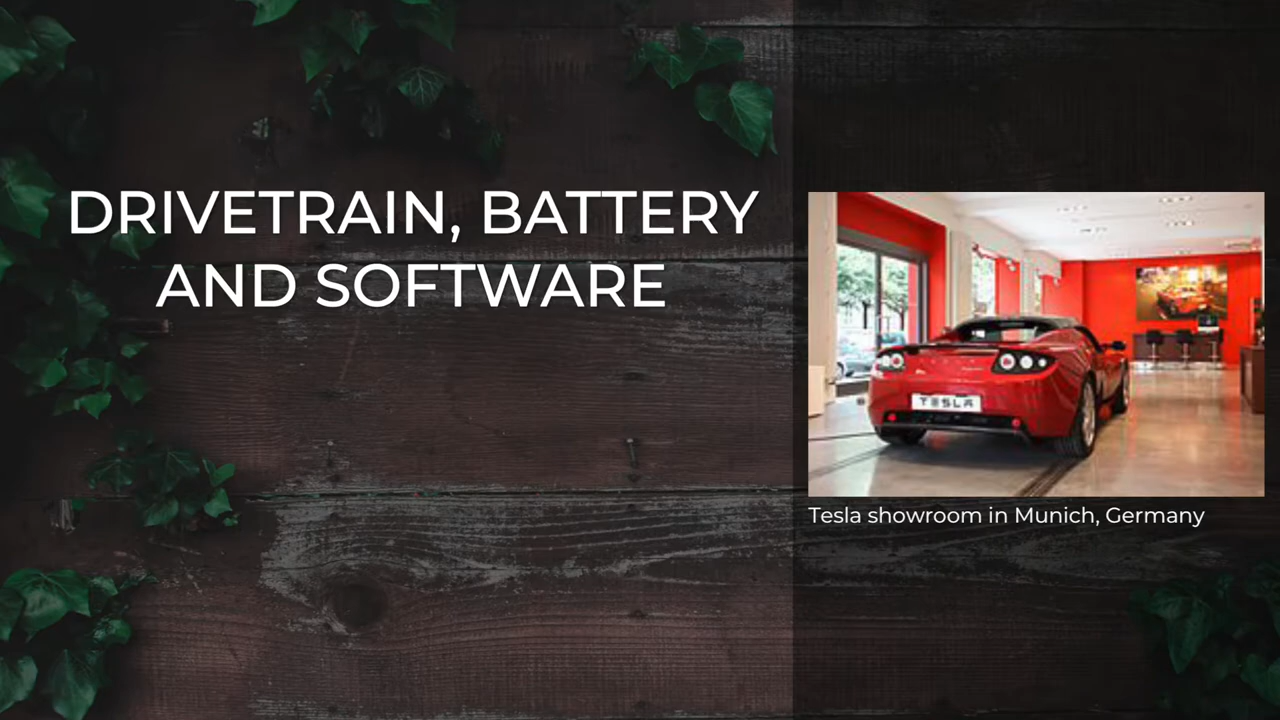 DRIVETRAIN, BATTERY
AND SOFTWARE
TESLA
Tesla showroom in Munich, Germany